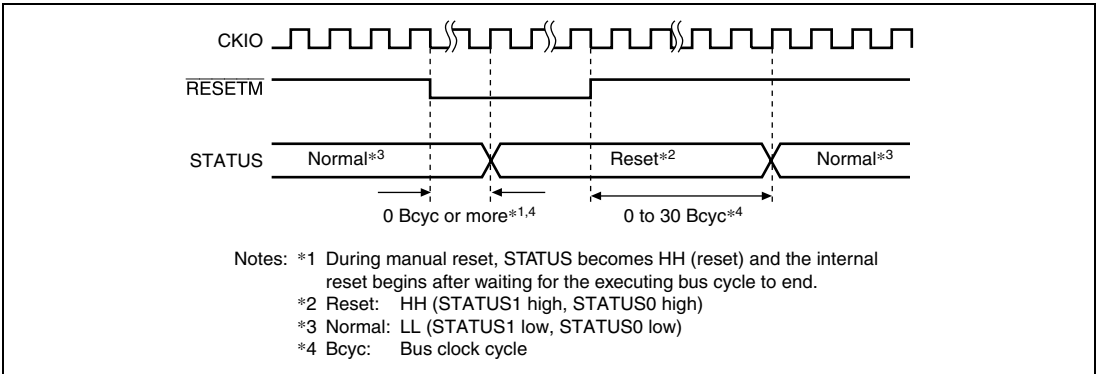 CKIO
RESETM
STATUS Normal*3 Reset*2 Normal*3
0 Bcyc or more*1,4 0 to 30 Bcyc*4
Notes: *1 During manual reset, STATUS becomes HH (reset) and the internal
reset begins after waiting for the executing bus cycle to end.
*2 Reset: HH (STATUS1 high, STATUS0 high)
*3 Normal: LL (STATUS1 low, STATUS0 low)
*4 Bcyc: Bus clock cycle